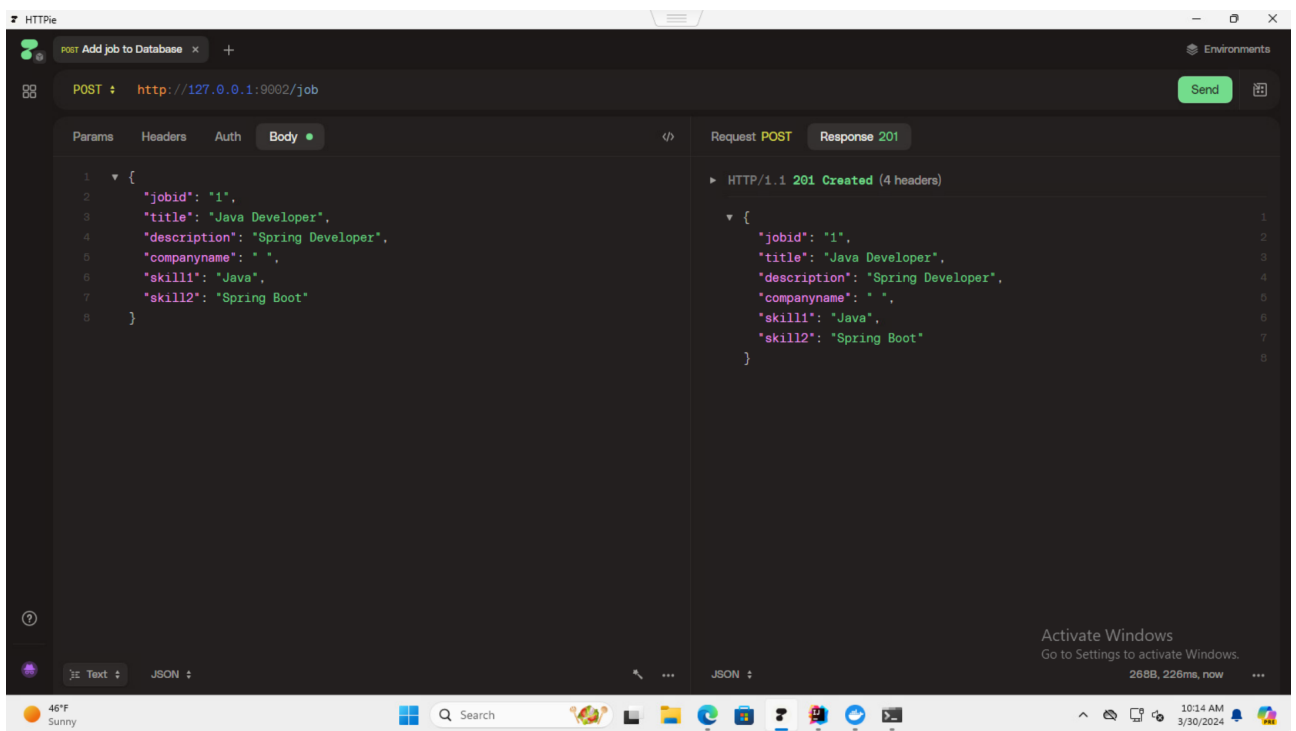 HTTPie
POST Add job to Database × +
Environments
POST http://127.0.0.1:9002/job
Send
Params Headers Auth Body
Request POST Response 201
1 {
2 "jobid": "1",
3 "title": "Java Developer",
4 "description": "Spring Developer",
5 "companyname": " ",
6 "skill1": "Java",
7 "skill2": "Spring Boot"
8 }
HTTP/1.1 201 Created (4 headers)
{ 1
"jobid": "1", 2
"title": "Java Developer", 3
"description": "Spring Developer", 4
"companyname": " ", 5
"skill1": "Java", 6
"skill2": "Spring Boot" 7
} 8
Activate Windows
Go to Settings to activate Windows.
Text JSON
JSON
268B, 226ms, now
46°F
Sunny
Search
10:14 AM
3/30/2024
PRE